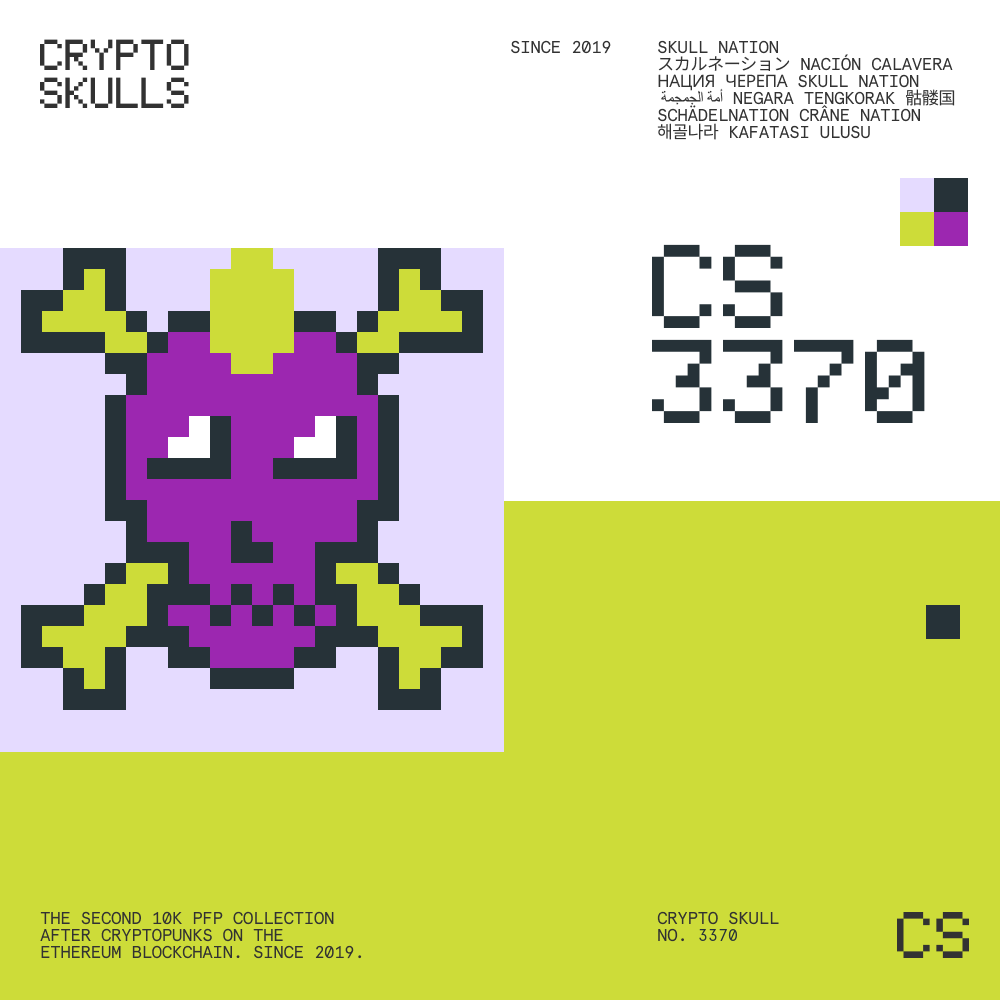 CRYPTO
SKULLS
SINCE 2019
SKULL NATION
スカルネーション NACIÓN CALAVERA
НАЦИЯ ЧЕРЕПА SKULL NATION
أمة الجمجمة NEGARA TENGKORAK 骷髅国
SCHÄDELNATION CRÂNE NATION
해골나라 KAFATASI ULUSU
CS
3370
THE SECOND 10K PFP COLLECTION
AFTER CRYPTOPUNKS ON THE
ETHEREUM BLOCKCHAIN. SINCE 2019.
CRYPTO SKULL
NO. 3370
CS